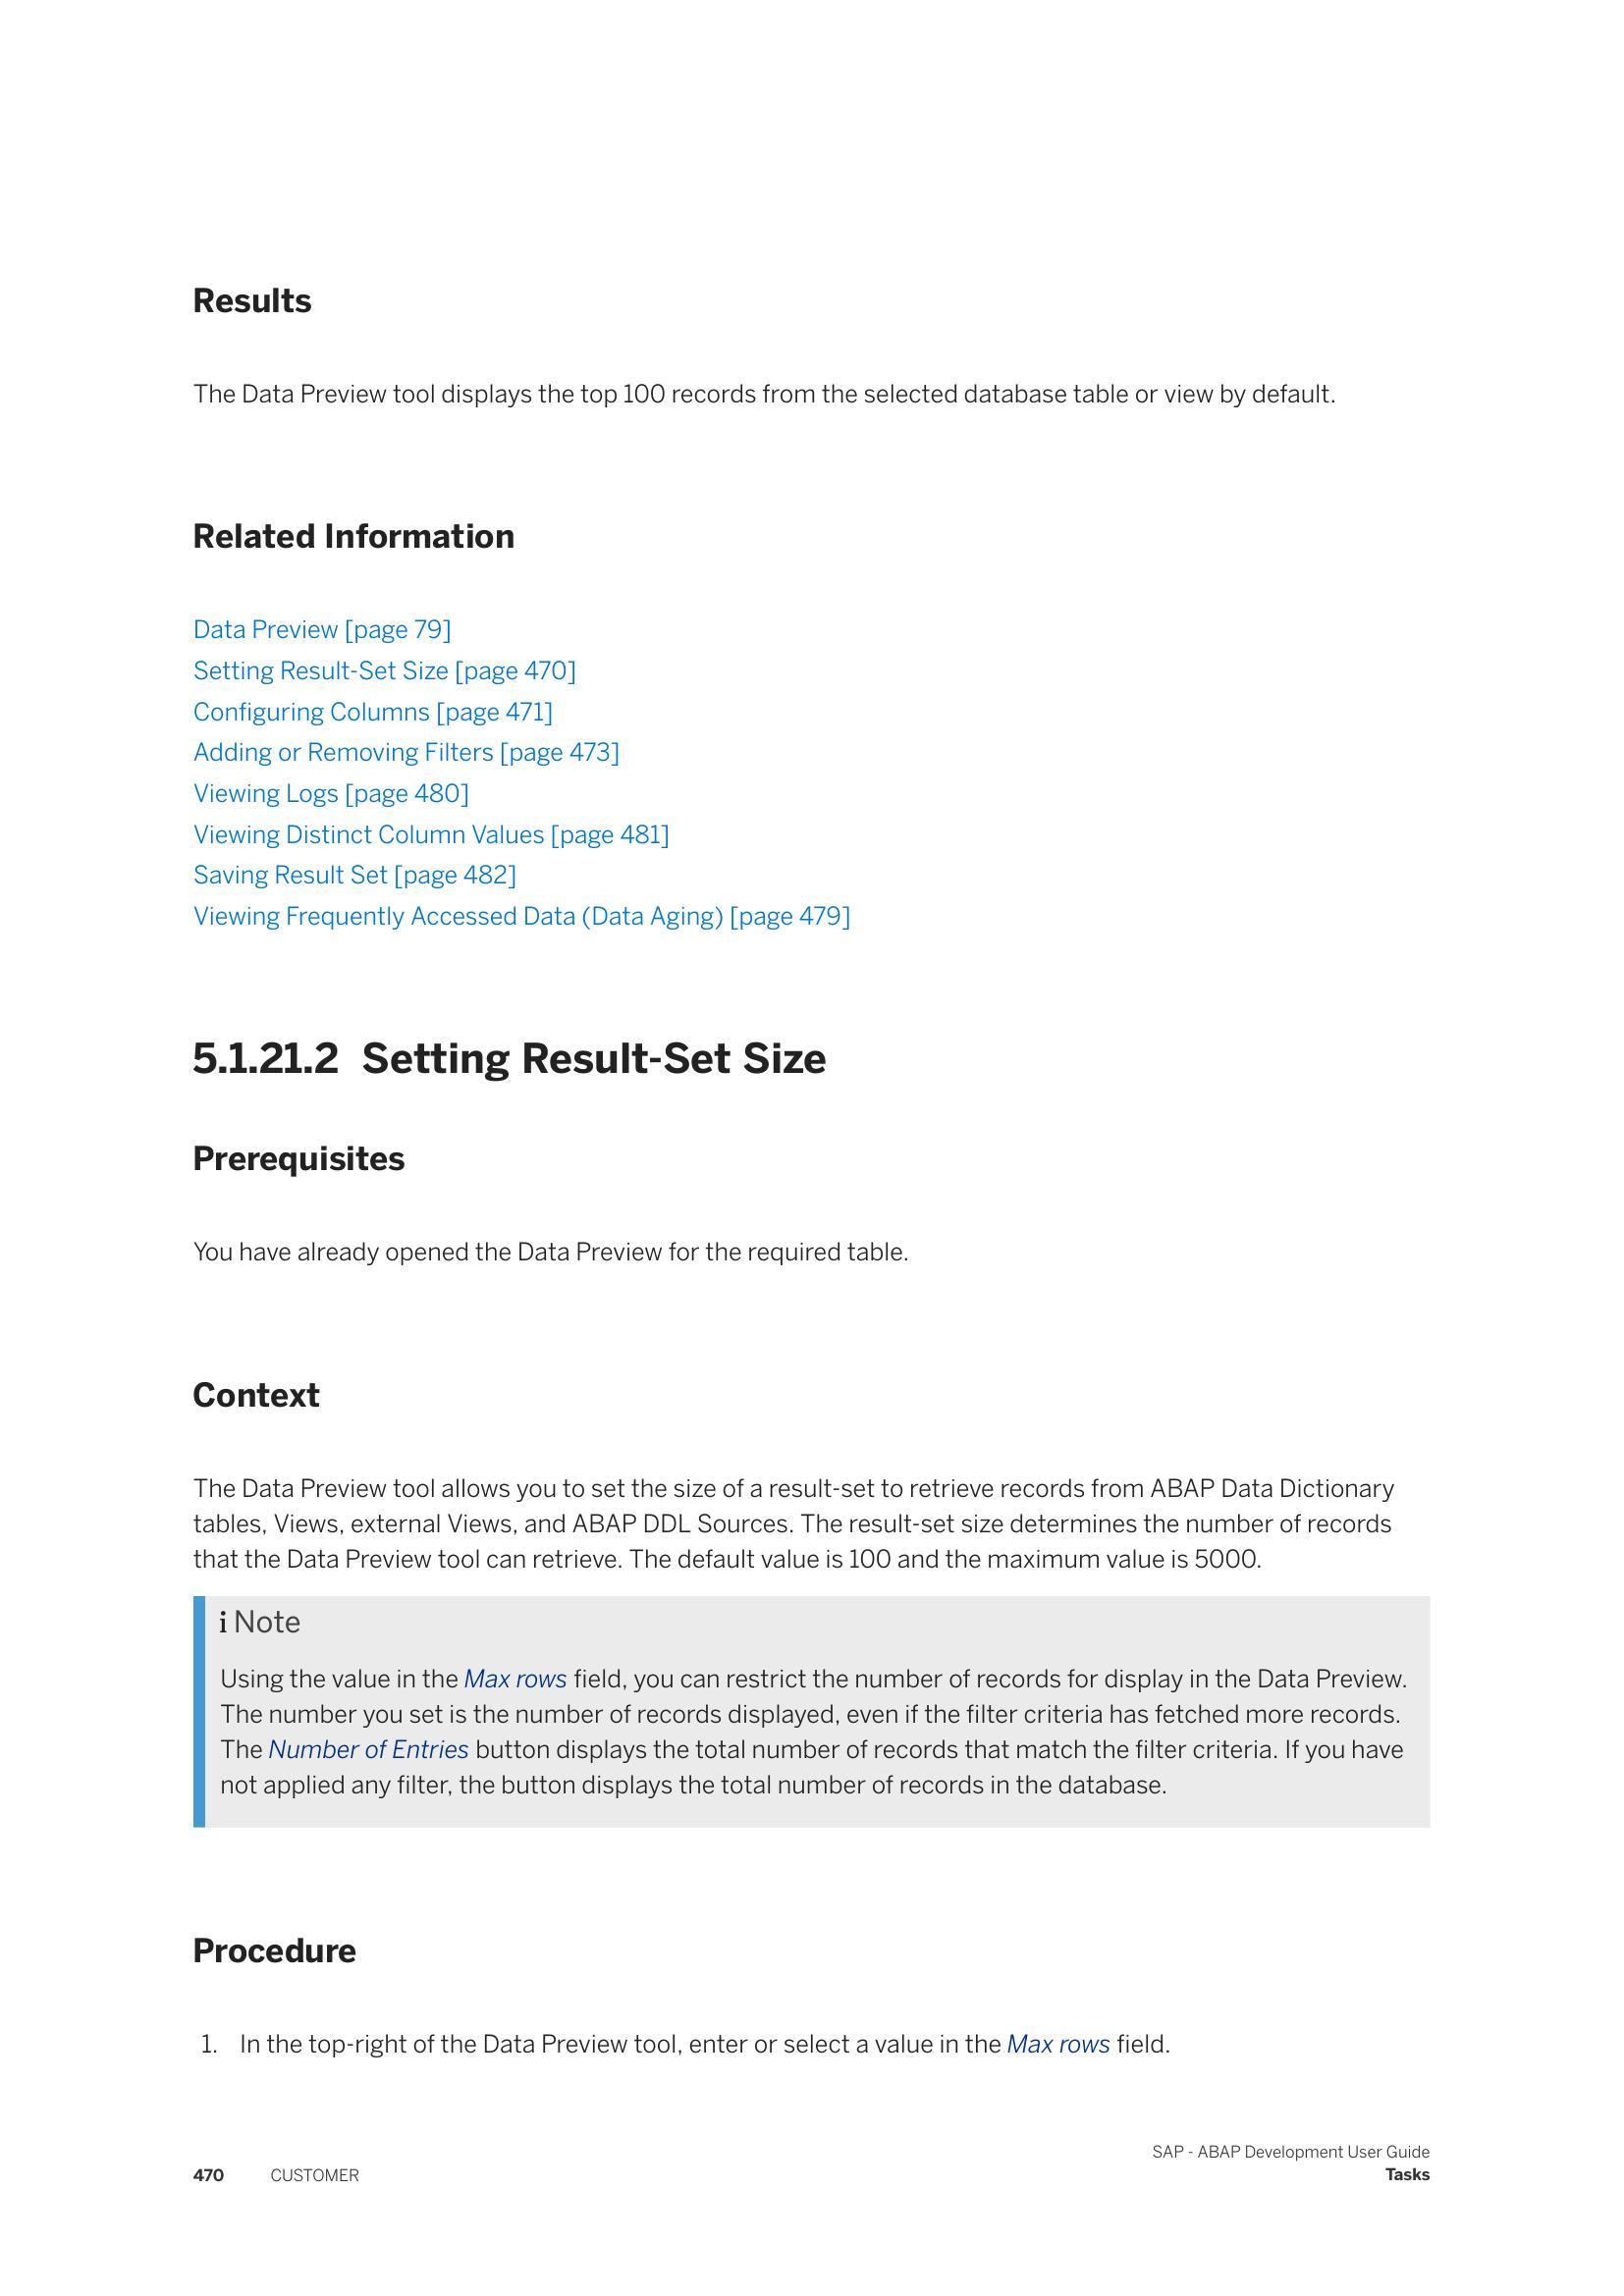 Results
The Data Preview tool displays the top 100 records from the selected database table or view by default.
Related Information
Data Preview [page 79]
Setting Result-Set Size [page 470]
Configuring Columns [page 471]
Adding or Removing Filters [page 473]
Viewing Logs [page 480]
Viewing Distinct Column Values [page 481]
Saving Result Set [page 482]
Viewing Frequently Accessed Data (Data Aging) [page 479]
5.1.21.2 Setting Result-Set Size
Prerequisites
You have already opened the Data Preview for the required table.
Context
The Data Preview tool allows you to set the size of a result-set to retrieve records from ABAP Data Dictionary
tables, Views, external Views, and ABAP DDL Sources. The result-set size determines the number of records
that the Data Preview tool can retrieve. The default value is 100 and the maximum value is 5000.
i Note
Using the value in the Max rows field, you can restrict the number of records for display in the Data Preview.
The number you set is the number of records displayed, even if the filter criteria has fetched more records.
The Number of Entries button displays the total number of records that match the filter criteria. If you have
not applied any filter, the button displays the total number of records in the database.
Procedure
1. In the top-right of the Data Preview tool, enter or select a value in the Max rows field.
SAP - ABAP Development User Guide
470 CUSTOMER Tasks